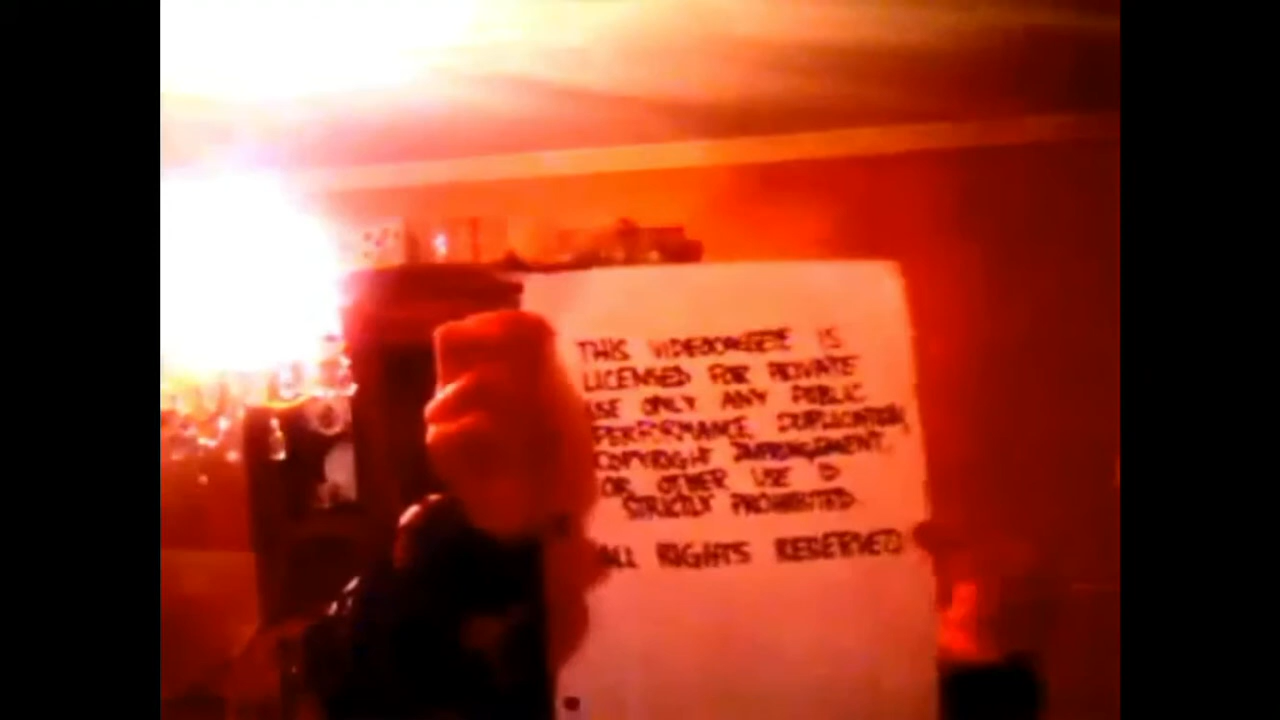 THIS VIDEOCASSETTE IS
LICENSED FOR PRIVATE
USE ONLY ANY PUBLIC
PERFORMANCE, DUPLICATION,
COPYRIGHT INFRINGEMENT,
OR OTHER USE IS
STRICTLY PROHIBITED.
ALL RIGHTS RESERVED